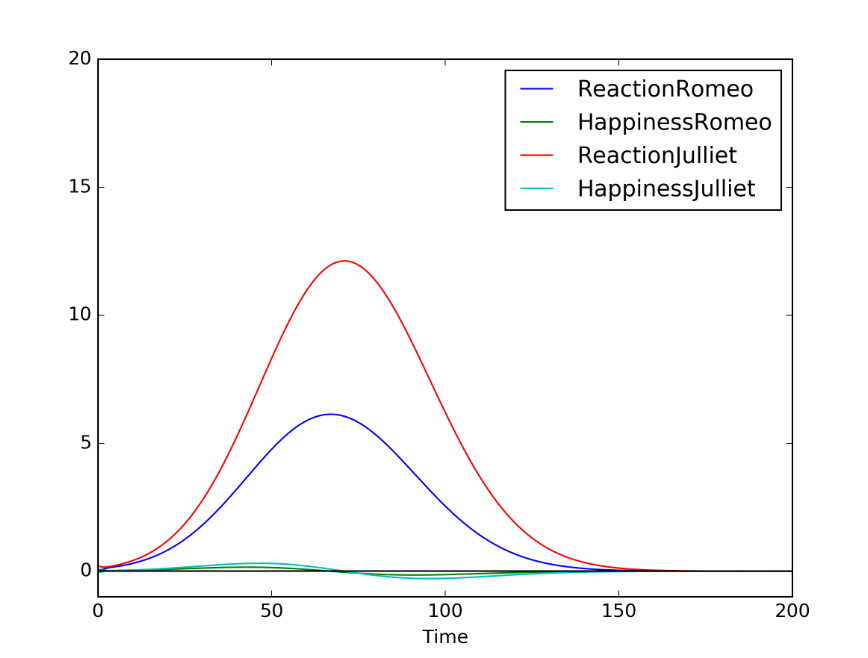 20
15
10
5
0
0 50 100 150 200
Time
ReactionRomeo
HappinessRomeo
ReactionJulliet
HappinessJulliet